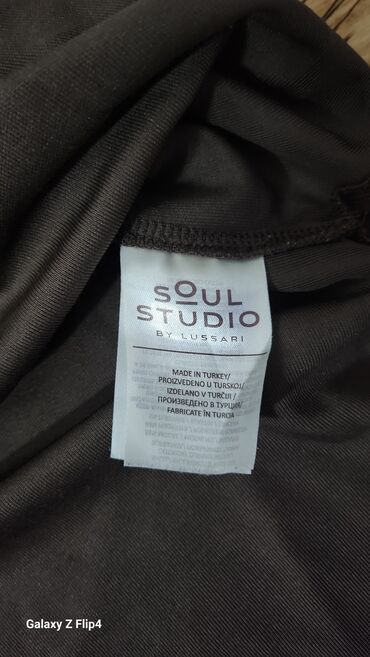 SOUL
STUDIO
BY LUSSARI
MADE IN TURKEY/
PROIZVEDENO U TURSKOJ/
IZDELANO V TURČIJI/
ПРОИЗВЕДЕНО В ТУРЦИЯ/
FABRICATE ÎN TURCIA
Galaxy Z Flip4